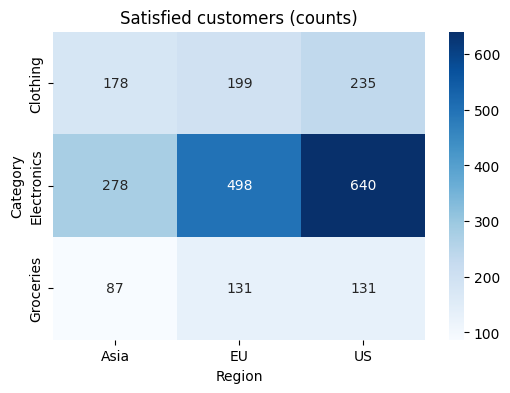 Satisfied customers (counts)
Category
Clothing
178 199 235
Electronics
278 498 640
Groceries
87 131 131
Asia EU US
Region
600
500
400
300
200
100